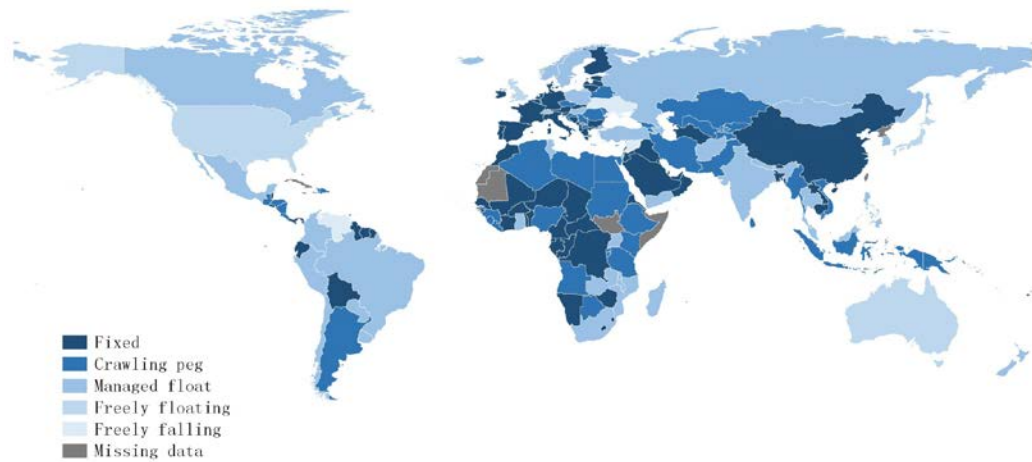 Fixed
Crawling peg
Managed float
Freely floating
Freely falling
Missing data